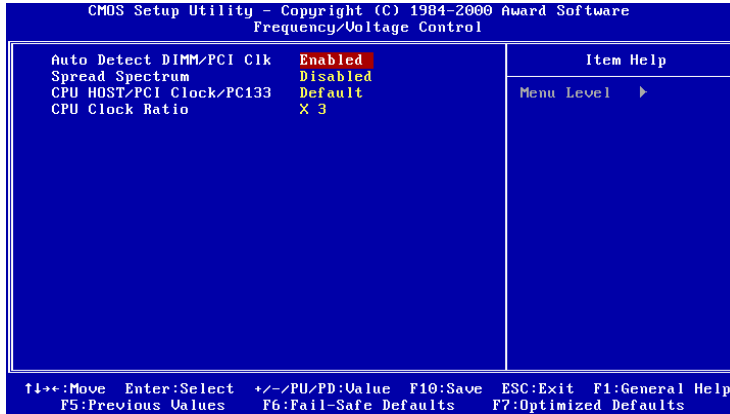 CMOS Setup Utility - Copyright (C) 1984-2000 Award Software
Frequency/Voltage Control
Auto Detect DIMM/PCI Clk Enabled
Spread Spectrum Disabled
CPU HOST/PCI Clock/PC133 Default
CPU Clock Ratio X 3
Item Help
Menu Level ▶
↑↓→←:Move Enter:Select +/-/PU/PD:Value F10:Save ESC:Exit F1:General Help
F5:Previous Values F6:Fail-Safe Defaults F7:Optimized Defaults